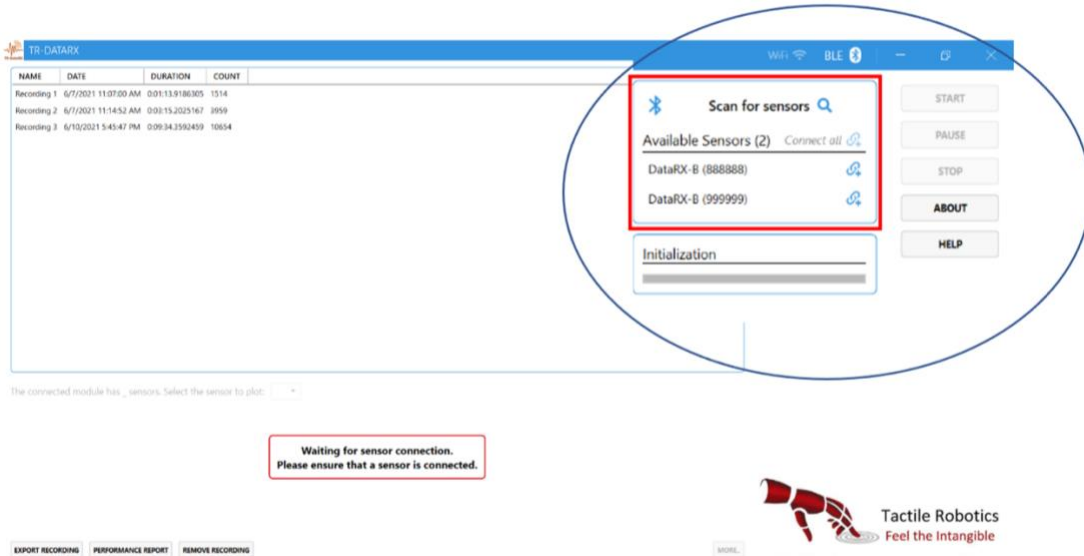 TR-DATARX
WiFi BLE
NAME DATE DURATION COUNT
Recording 1 6/7/2021 11:07:00 AM 0:01:13.9186305 1514
Recording 2 6/7/2021 11:14:52 AM 0:03:15.2025167 3959
Recording 3 6/10/2021 5:45:47 PM 0:09:34.3592459 10654
Scan for sensors
Available Sensors (2) Connect all
DataRX-B (888888)
DataRX-B (999999)
Initialization
START
PAUSE
STOP
ABOUT
HELP
The connected module has _ sensors. Select the sensor to plot:
Waiting for sensor connection.
Please ensure that a sensor is connected.
Tactile Robotics
Feel the Intangible
EXPORT RECORDING PERFORMANCE REPORT REMOVE RECORDING MORE.